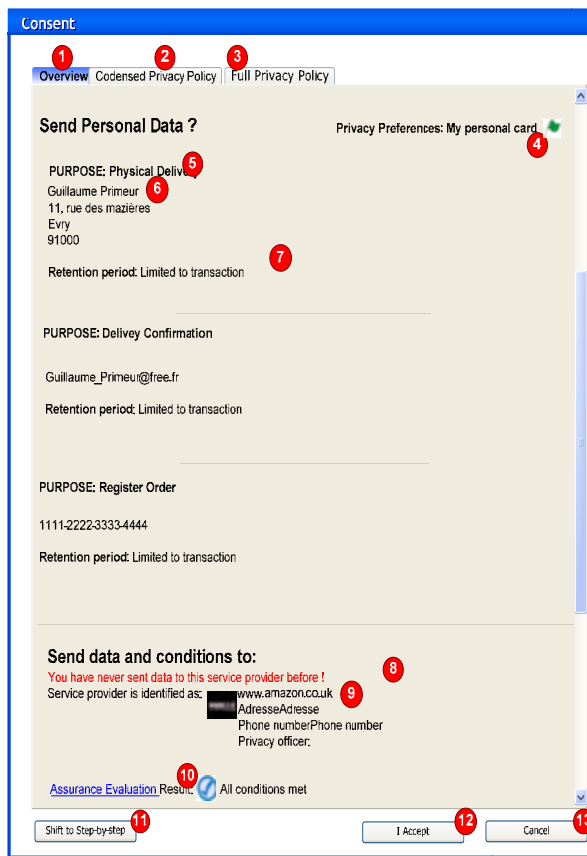 Consent
1 2 3
Overview Codensed Privacy Policy Full Privacy Policy
Send Personal Data ?
Privacy Preferences: My personal card
4
PURPOSE: Physical Delivery
5
Guillaume Primeur
6
11, rue des mazières
Evry
91000
7
Retention period: Limited to transaction
PURPOSE: Delivey Confirmation
Guillaume_Primeur@free.fr
Retention period: Limited to transaction
PURPOSE: Register Order
1111-2222-3333-4444
Retention period: Limited to transaction
Send data and conditions to:
8
You have never sent data to this service provider before !
Service provider is identified as: www.amazon.co.uk
9
AdresseAdresse
Phone numberPhone number
Privacy officer:
10
Assurance Evaluation Result: All conditions met
11 12 13
Shift to Step-by-step I Accept Cancel